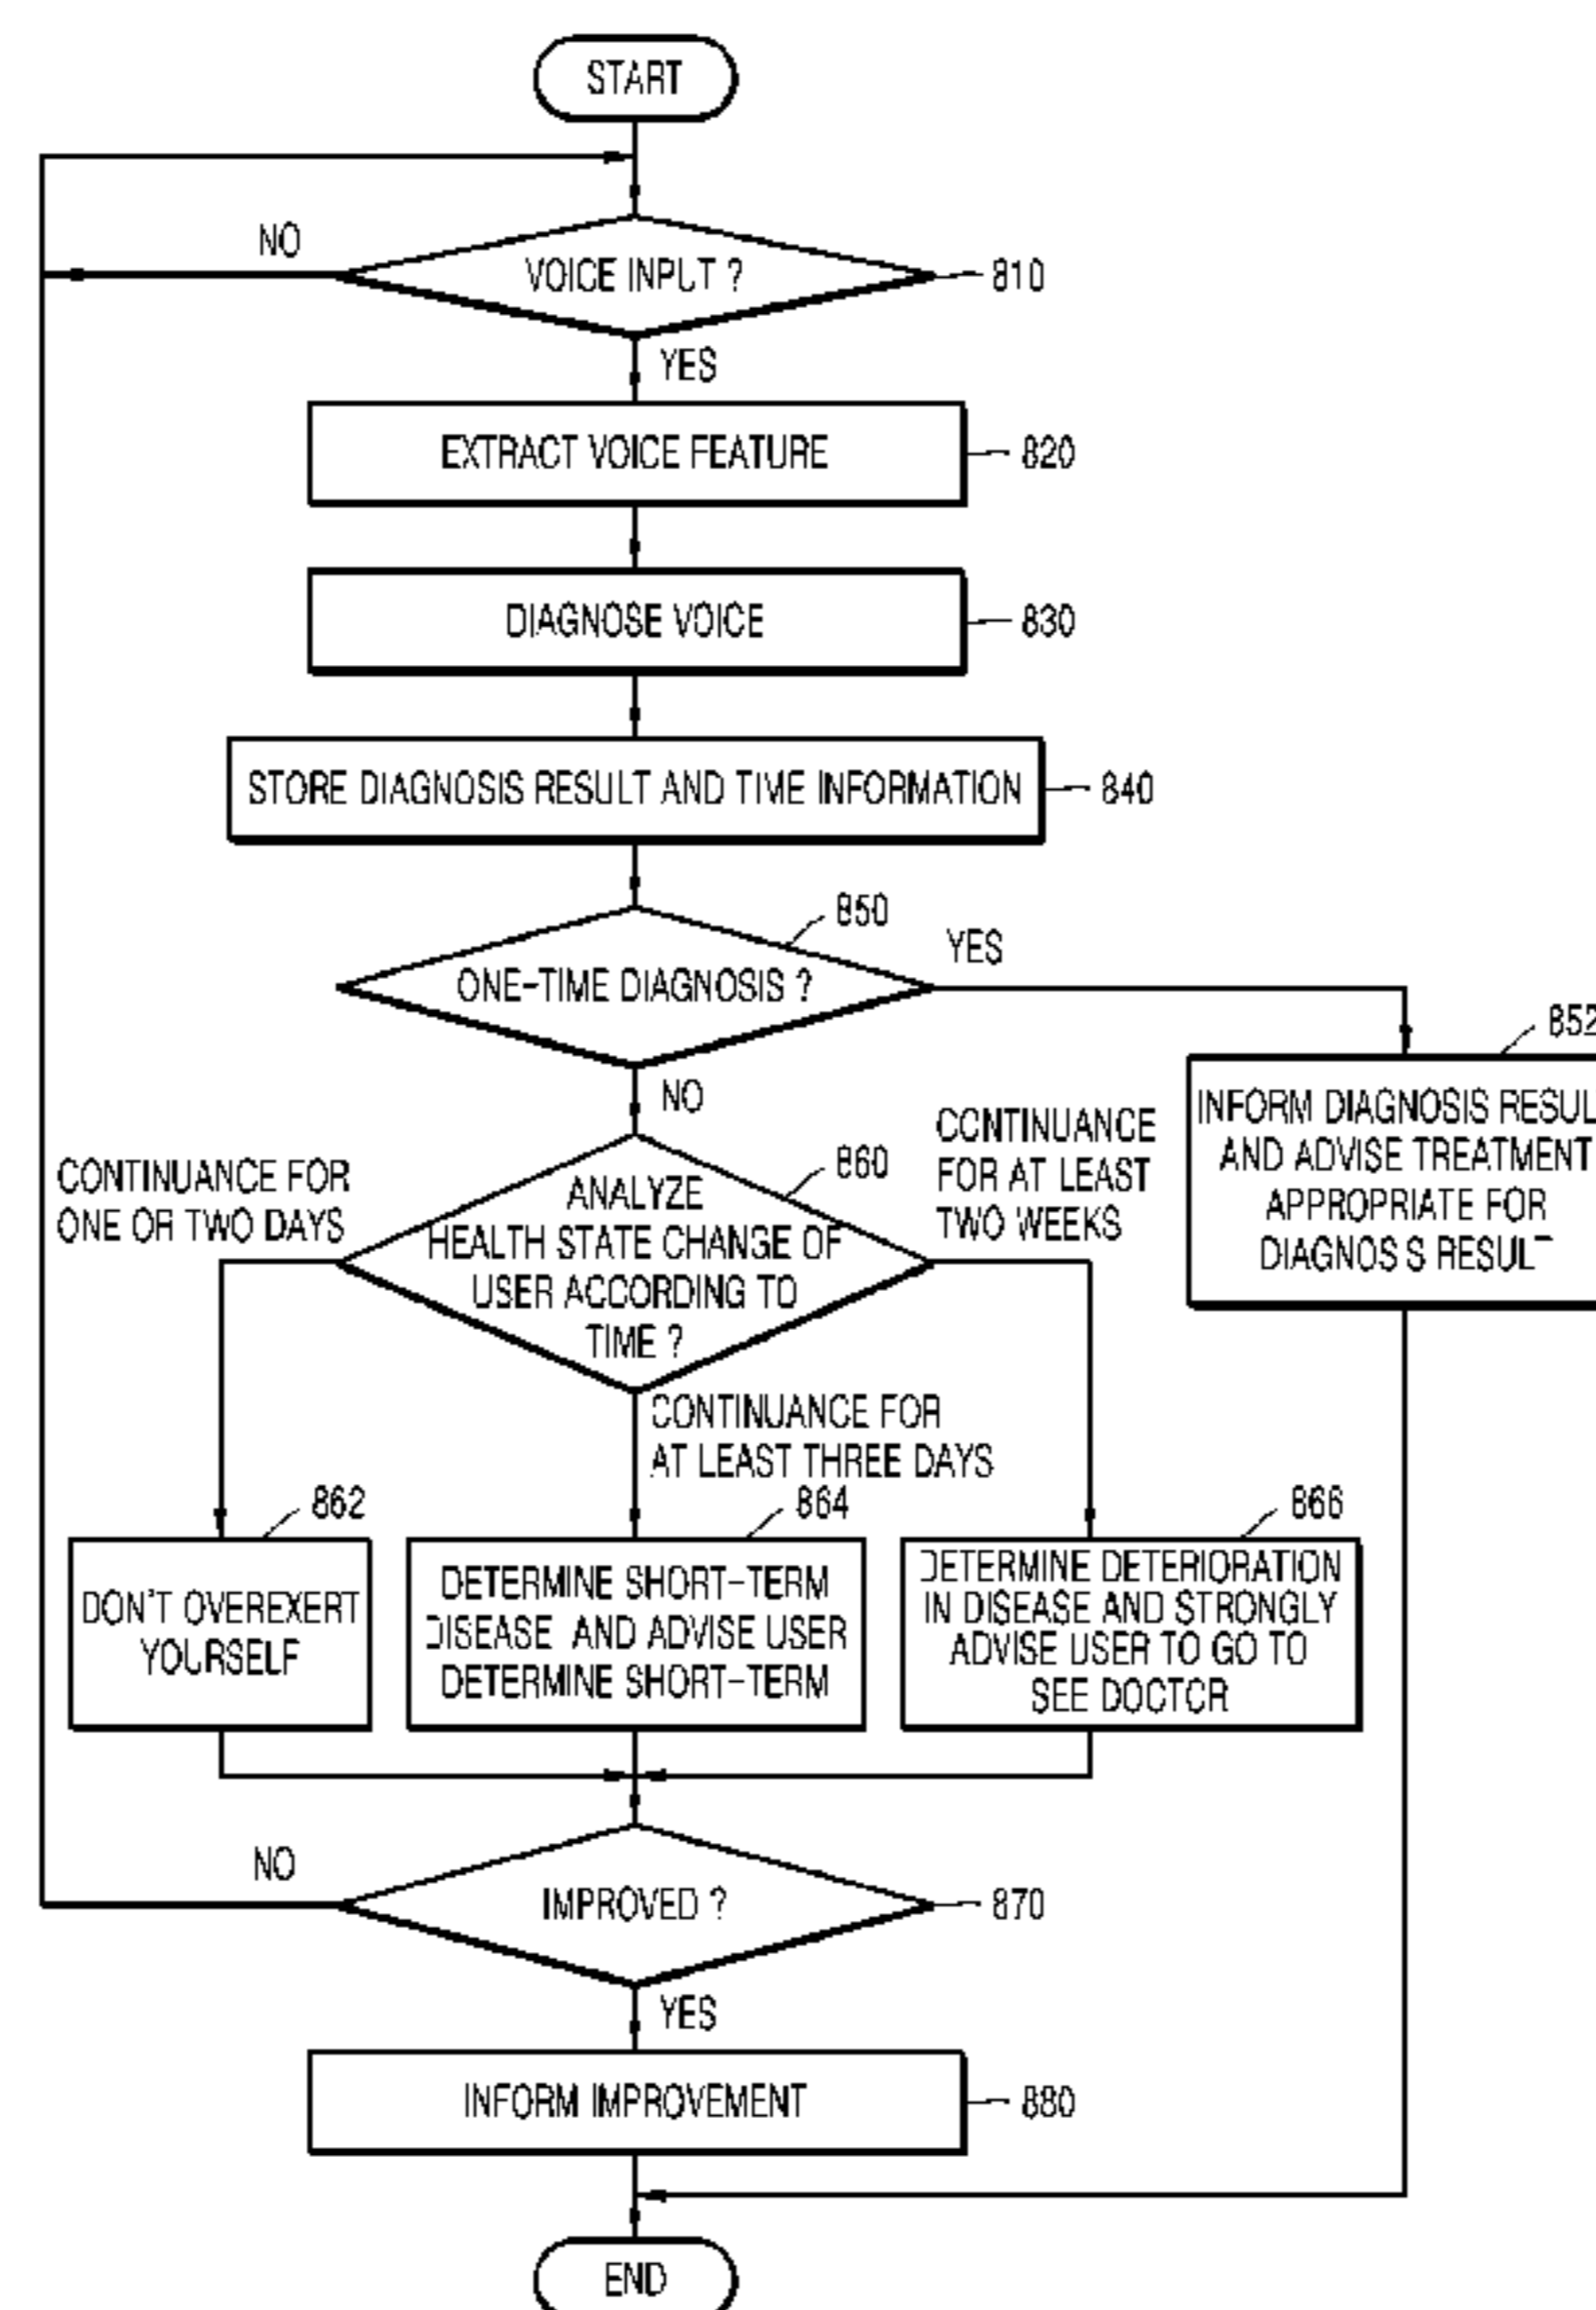 START
NO
VOICE INPUT ?
810
YES
EXTRACT VOICE FEATURE
820
DIAGNOSE VOICE
830
STORE DIAGNOSIS RESULT AND TIME INFORMATION
840
850
ONE-TIME DIAGNOSIS ?
YES
852
INFORM DIAGNOSIS RESUL
AND ADVISE TREATMENT
APPROPRIATE FOR
DIAGNOSIS RESULT
NO
CONTINUANCE FOR
ONE OR TWO DAYS
860
ANALYZE
HEALTH STATE CHANGE OF
USER ACCORDING TO
TIME ?
CONTINUANCE
FOR AT LEAST
TWO WEEKS
CONTINUANCE FOR
AT LEAST THREE DAYS
862
DON'T OVEREXERT
YOURSELF
864
DETERMINE SHORT-TERM
DISEASE AND ADVISE USER
DETERMINE SHORT-TERM
866
DETERMINE DETERIORATION
IN DISEASE AND STRONGLY
ADVISE USER TO GO TO
SEE DOCTOR
NO
IMPROVED ?
870
YES
INFORM IMPROVEMENT
880
END